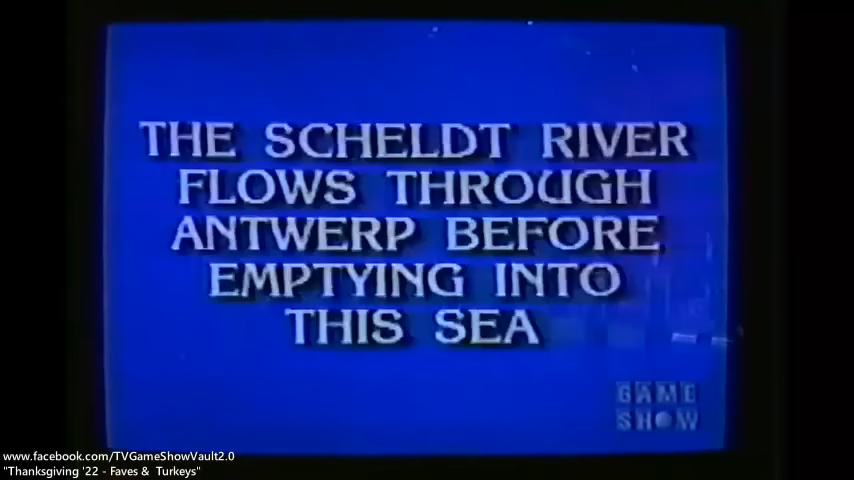 THE SCHELDT RIVER
FLOWS THROUGH
ANTWERP BEFORE
EMPTYING INTO
THIS SEA
GAME
SHOW
www.facebook.com/TVGameShowVault2.0
"Thanksgiving '22 - Faves & Turkeys"